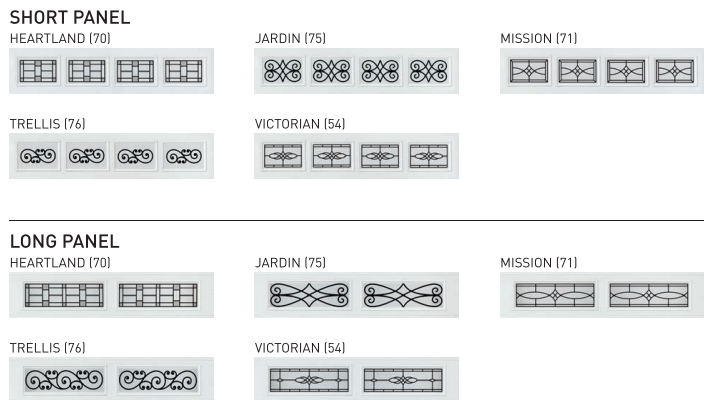 SHORT PANEL
HEARTLAND (70)
JARDIN (75)
MISSION (71)
TRELLIS (76)
VICTORIAN (54)
LONG PANEL
HEARTLAND (70)
JARDIN (75)
MISSION (71)
TRELLIS (76)
VICTORIAN (54)